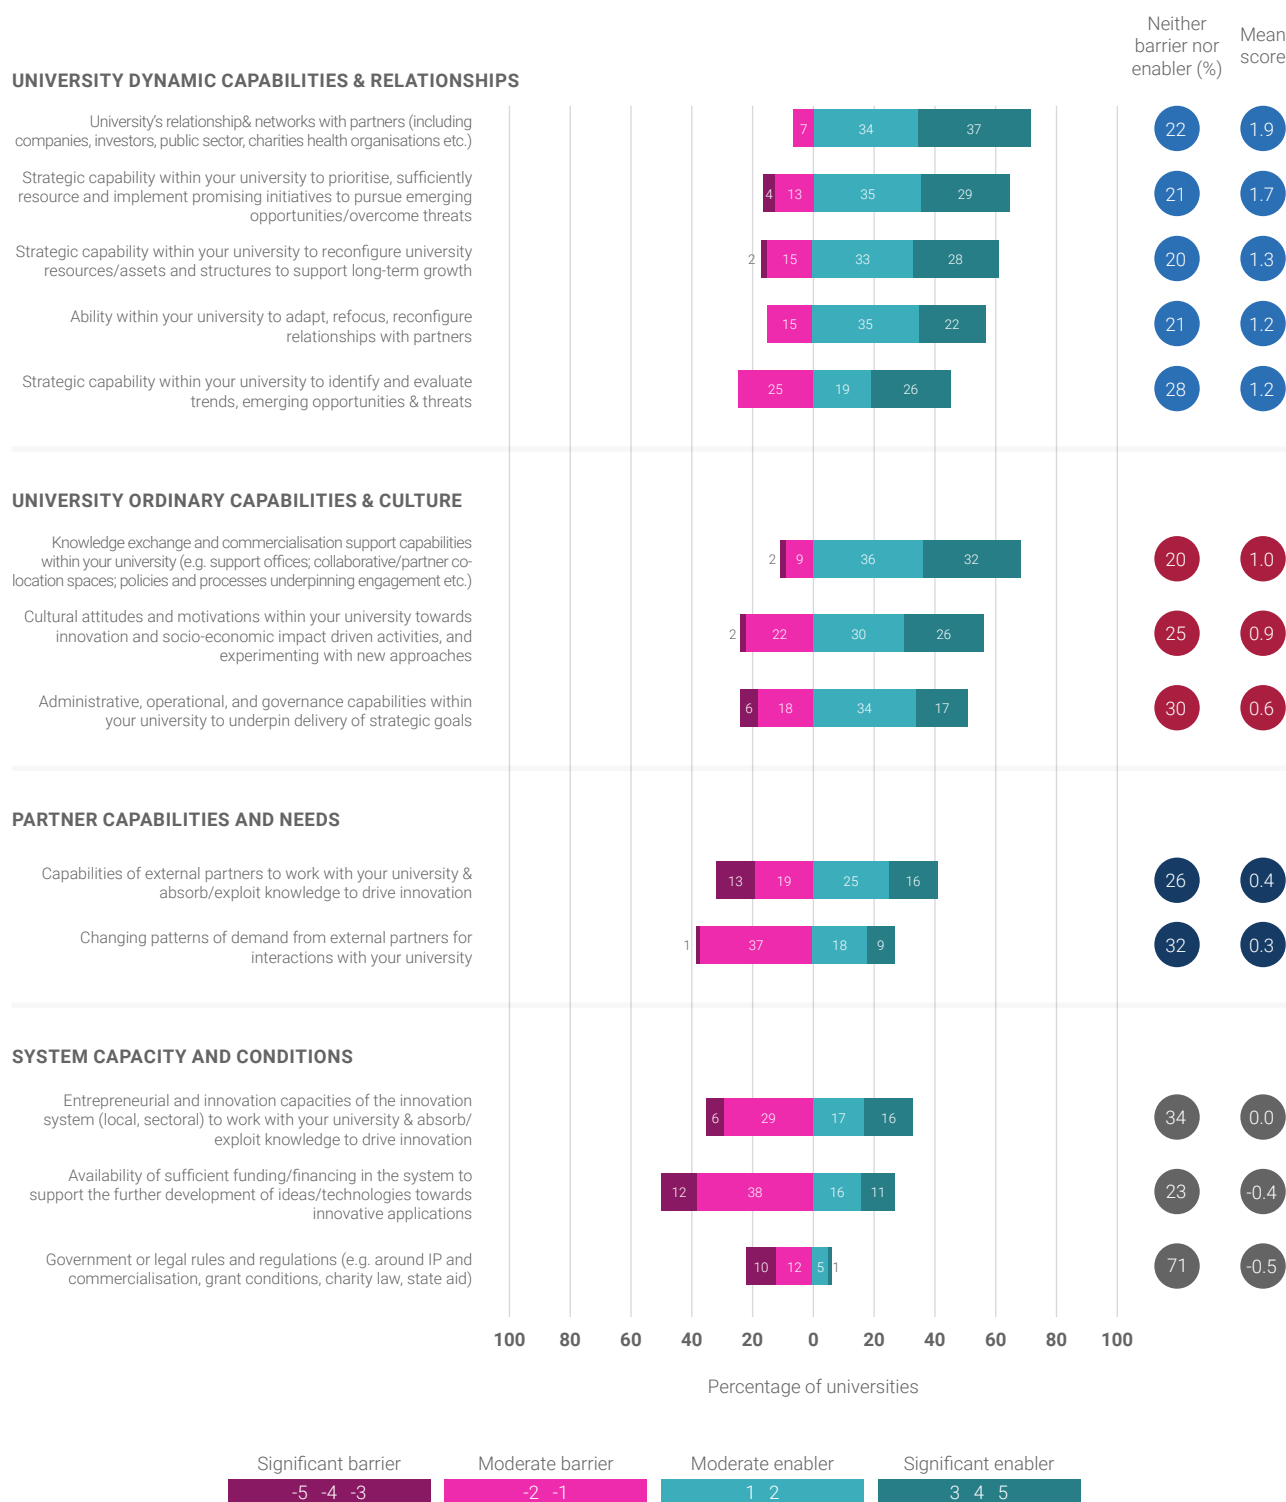 Neither
barrier nor
enabler (%)
Mean
score
UNIVERSITY DYNAMIC CAPABILITIES & RELATIONSHIPS
University's relationship& networks with partners (including
companies, investors, public sector, charities health organisations etc.)
7 34 37 22 1.9
Strategic capability within your university to prioritise, sufficiently
resource and implement promising initiatives to pursue emerging
opportunities/overcome threats
4 13 35 29 21 1.7
Strategic capability within your university to reconfigure university
resources/assets and structures to support long-term growth
2 15 33 28 20 1.3
Ability within your university to adapt, refocus, reconfigure
relationships with partners
15 35 22 21 1.2
Strategic capability within your university to identify and evaluate
trends, emerging opportunities & threats
25 19 26 28 1.2
UNIVERSITY ORDINARY CAPABILITIES & CULTURE
Knowledge exchange and commercialisation support capabilities
within your university (e.g. support offices; collaborative/partner co-
location spaces; policies and processes underpinning engagement etc.)
2 9 36 32 20 1.0
Cultural attitudes and motivations within your university towards
innovation and socio-economic impact driven activities, and
experimenting with new approaches
2 22 30 26 25 0.9
Administrative, operational, and governance capabilities within
your university to underpin delivery of strategic goals
6 18 34 17 30 0.6
PARTNER CAPABILITIES AND NEEDS
Capabilities of external partners to work with your university &
absorb/exploit knowledge to drive innovation
13 19 25 16 26 0.4
Changing patterns of demand from external partners for
interactions with your university
1 37 18 9 32 0.3
SYSTEM CAPACITY AND CONDITIONS
Entrepreneurial and innovation capacities of the innovation
system (local, sectoral) to work with your university & absorb/
exploit knowledge to drive innovation
6 29 17 16 34 0.0
Availability of sufficient funding/financing in the system to
support the further development of ideas/technologies towards
innovative applications
12 38 16 11 23 -0.4
Government or legal rules and regulations (e.g. around IP and
commercialisation, grant conditions, charity law, state aid)
10 12 5 1 71 -0.5
100 80 60 40 20 0 20 40 60 80 100
Percentage of universities
Significant barrier Moderate barrier Moderate enabler Significant enabler
-5 -4 -3 -2 -1 1 2 3 4 5